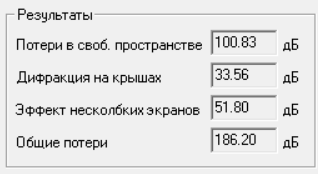 Результаты
Потери в своб. пространстве 100.83 дБ
Дифракция на крышах 33.56 дБ
Эффект несколбких экранов 51.80 дБ
Общие потери 186.20 дБ